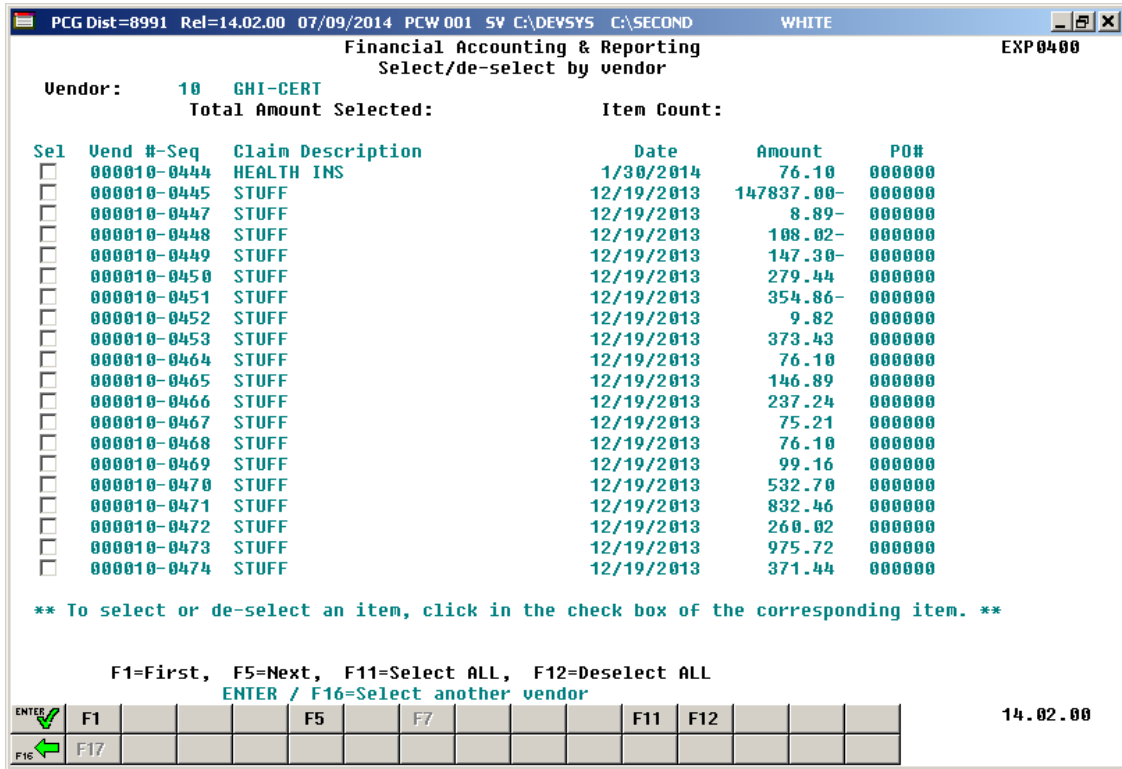 PCG Dist=8991 Rel=14.02.00 07/09/2014 PCW 001 SV C:\DEVSYS C:\SECOND WHITE
Financial Accounting & Reporting EXP0400
Select/de-select by vendor
Vendor: 10 GHI-CERT
Total Amount Selected: Item Count:
Sel Vend #-Seq Claim Description Date Amount PO#
000010-0444 HEALTH INS 1/30/2014 76.10 000000
000010-0445 STUFF 12/19/2013 147837.00- 000000
000010-0447 STUFF 12/19/2013 8.89- 000000
000010-0448 STUFF 12/19/2013 108.02- 000000
000010-0449 STUFF 12/19/2013 147.30- 000000
000010-0450 STUFF 12/19/2013 279.44 000000
000010-0451 STUFF 12/19/2013 354.86- 000000
000010-0452 STUFF 12/19/2013 9.82 000000
000010-0453 STUFF 12/19/2013 373.43 000000
000010-0464 STUFF 12/19/2013 76.10 000000
000010-0465 STUFF 12/19/2013 146.89 000000
000010-0466 STUFF 12/19/2013 237.24 000000
000010-0467 STUFF 12/19/2013 75.21 000000
000010-0468 STUFF 12/19/2013 76.10 000000
000010-0469 STUFF 12/19/2013 99.16 000000
000010-0470 STUFF 12/19/2013 532.70 000000
000010-0471 STUFF 12/19/2013 832.46 000000
000010-0472 STUFF 12/19/2013 260.02 000000
000010-0473 STUFF 12/19/2013 975.72 000000
000010-0474 STUFF 12/19/2013 371.44 000000
** To select or de-select an item, click in the check box of the corresponding item. **
F1=First, F5=Next, F11=Select ALL, F12=Deselect ALL
ENTER / F16=Select another vendor
ENTER F1 F5 F7 F11 F12 14.02.00
F16 F17